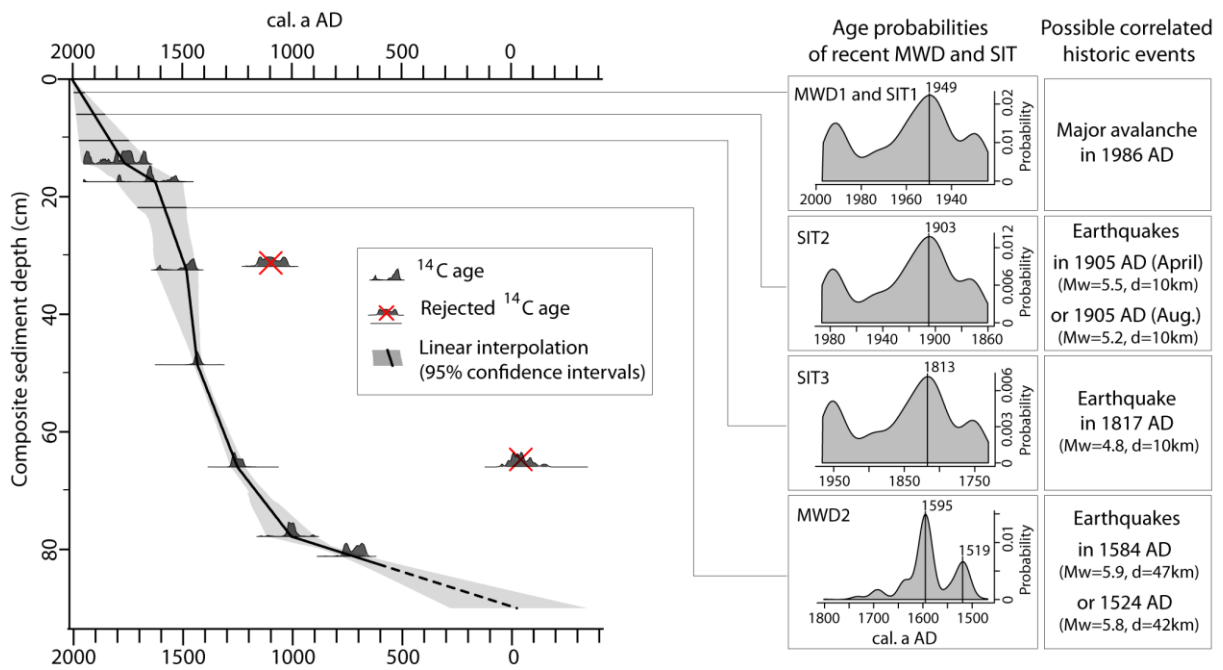 cal. a AD
2000 1500 1000 500 0
Composite sediment depth (cm)
0
20
40
60
80
14C age
Rejected 14C age
Linear interpolation
(95% confidence intervals)
2000 1500 1000 500 0
Age probabilities
of recent MWD and SIT
Possible correlated
historic events
MWD1 and SIT1
1949
0.02
0.01
0
Probability
2000 1980 1960 1940
Major avalanche
in 1986 AD
SIT2
1903
0.012
0.006
0.003
Probability
1980 1940 1900 1860
Earthquakes
in 1905 AD (April)
(Mw=5.5, d=10km)
or 1905 AD (Aug.)
(Mw=5.2, d=10km)
SIT3
1813
0.006
0.003
0
Probability
1950 1850 1750
Earthquake
in 1817 AD
(Mw=4.8, d=10km)
MWD2
1595
1519
0.01
0
Probability
1800 1700 1600 1500
cal. a AD
Earthquakes
in 1584 AD
(Mw=5.9, d=47km)
or 1524 AD
(Mw=5.8, d=42km)